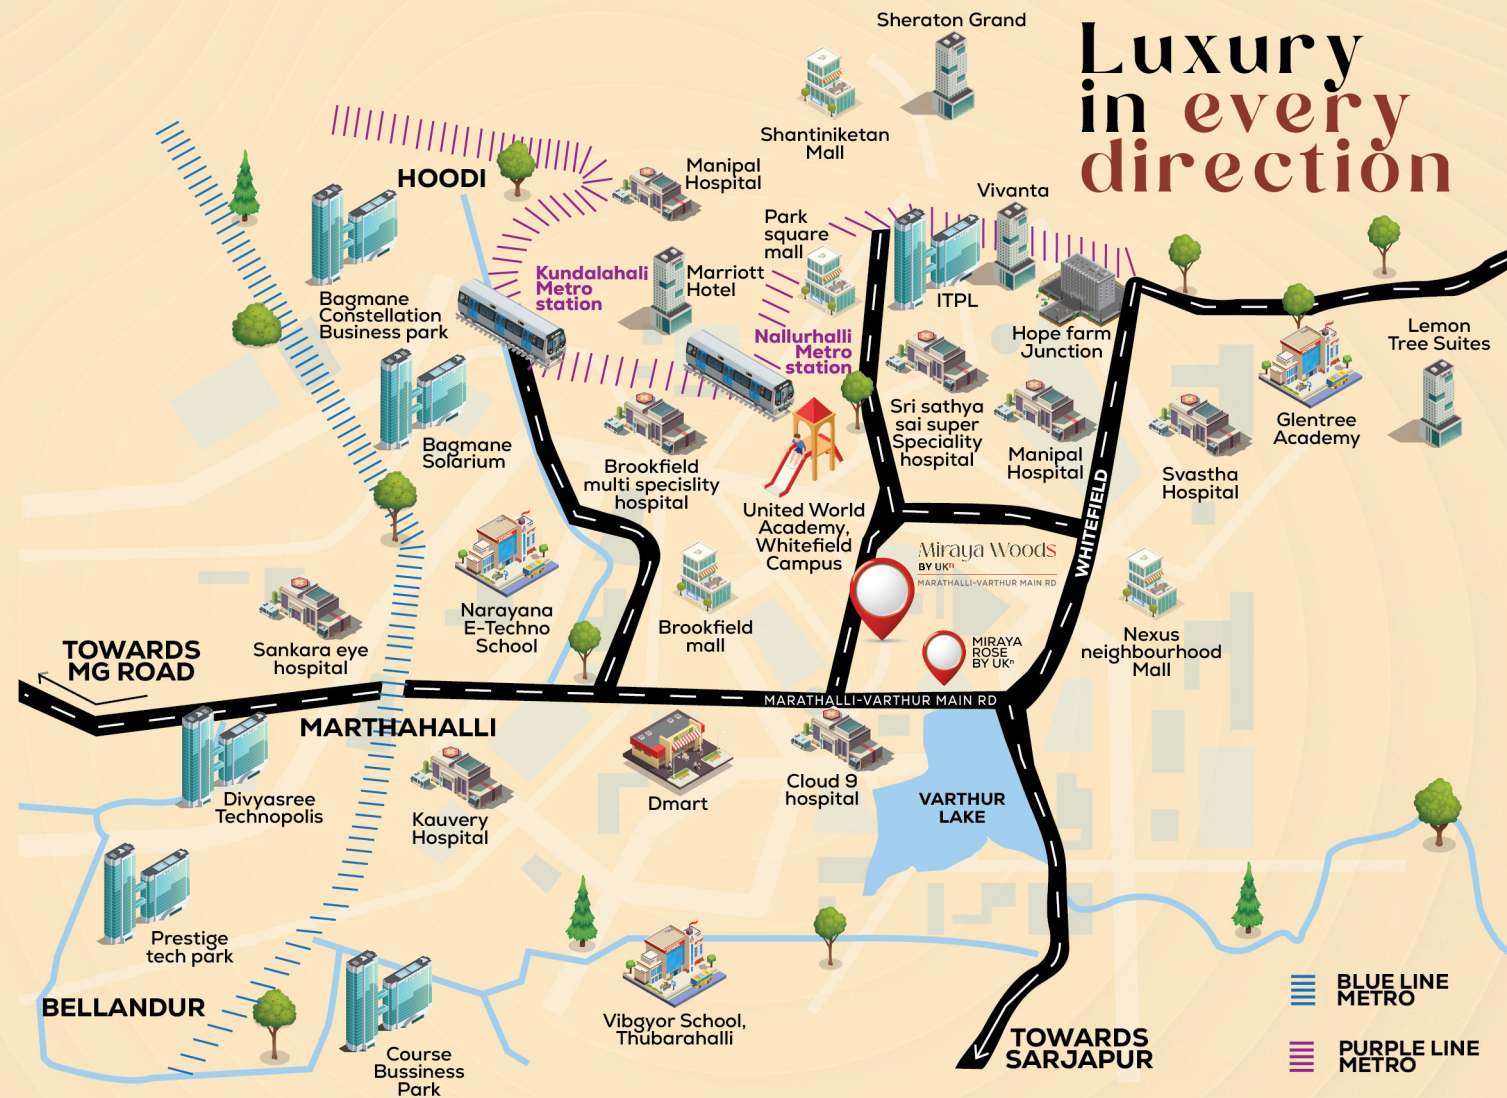 Luxury
in every
direction
Sheraton Grand
Shantiniketan
Mall
HOODI
Manipal
Hospital
Park
square
mall
Vivanta
Kundalahali
Metro
station
Marriott
Hotel
Bagmane
Constellation
Business park
ITPL
Hope farm
Junction
Nallurhalli
Metro
station
Lemon
Tree Suites
Glentree
Academy
Bagmane
Solarium
Brookfield
multi specislity
hospital
Sri sathya
sai super
Speciality
hospital
Manipal
Hospital
Svastha
Hospital
WHITEFIELD
United World
Academy,
Whitefield
Campus
Miraya Woods
BY UKn
MARATHALLI-VARTHUR MAIN RD
Narayana
E-Techno
School
Brookfield
mall
MIRAYA
ROSE
BY UKn
Nexus
neighbourhood
Mall
Sankara eye
hospital
TOWARDS
MG ROAD
MARATHALLI-VARTHUR MAIN RD
MARTHAHALLI
Divyasree
Technopolis
Kauvery
Hospital
Dmart
Cloud 9
hospital
VARTHUR
LAKE
Prestige
tech park
BELLANDUR
Course
Bussiness
Park
Vibgyor School,
Thubarahalli
TOWARDS
SARJAPUR
BLUE LINE
METRO
PURPLE LINE
METRO